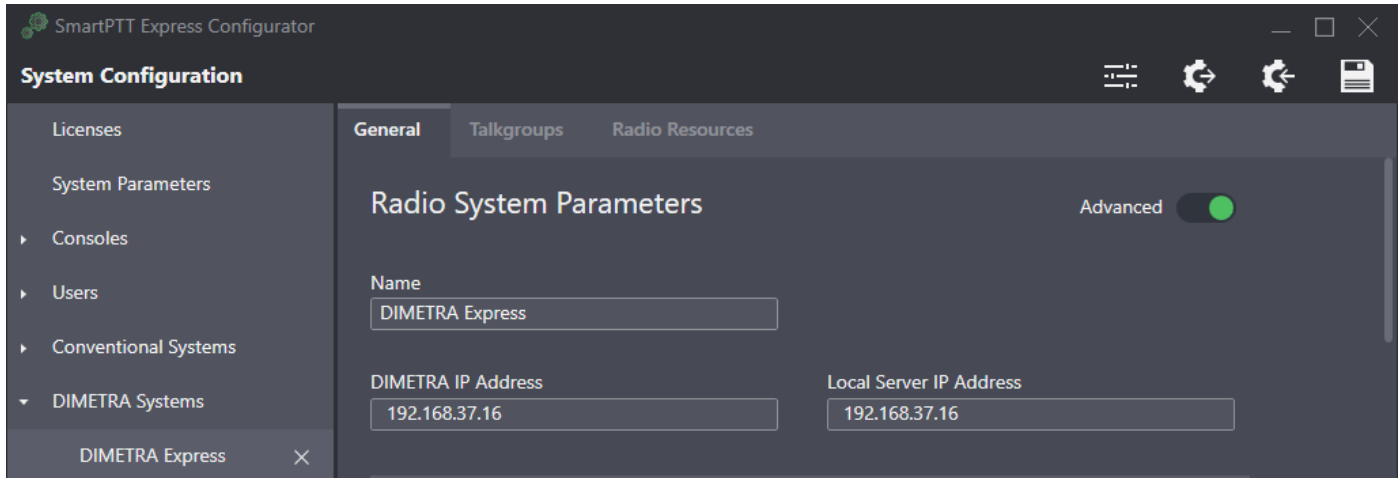 SmartPTT Express Configurator
System Configuration
Licenses
System Parameters
Consoles
Users
Conventional Systems
DIMETRA Systems
DIMETRA Express
General Talkgroups Radio Resources
Radio System Parameters
Advanced
Name
DIMETRA Express
DIMETRA IP Address
192.168.37.16
Local Server IP Address
192.168.37.16